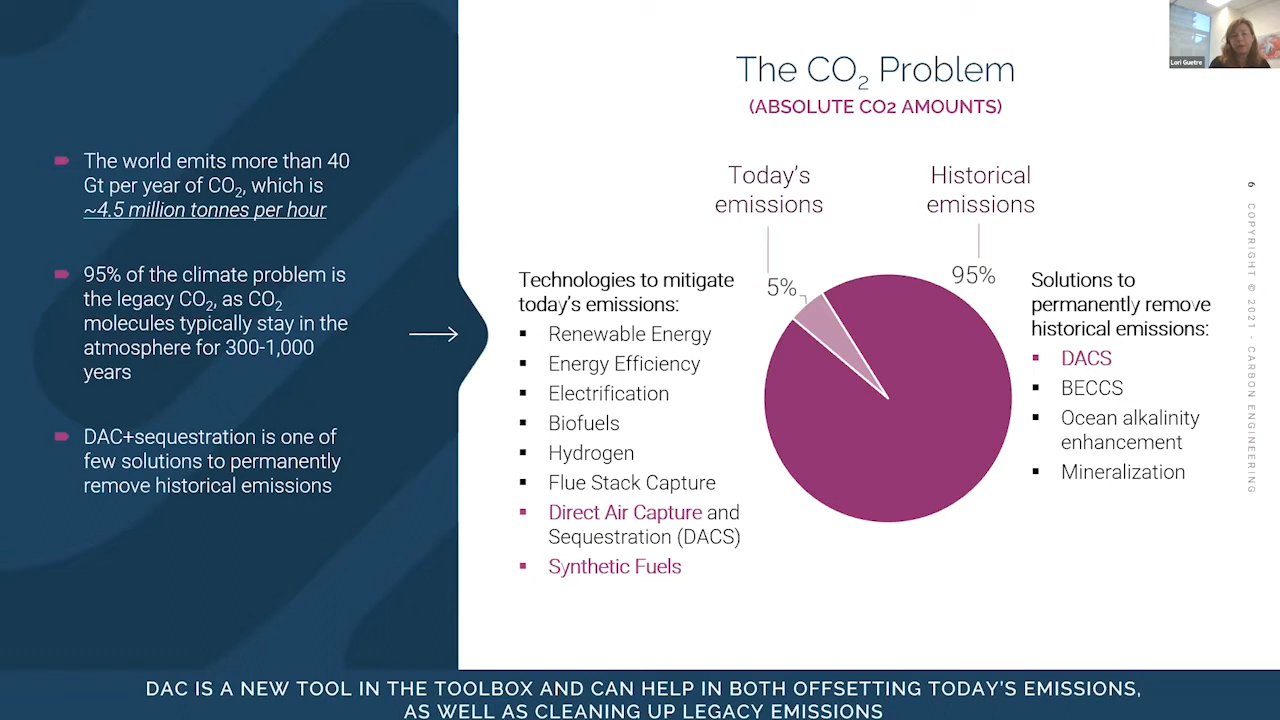 The CO2 Problem
(ABSOLUTE CO2 AMOUNTS)
Lori Guetre
The world emits more than 40
Gt per year of CO2, which is
~4.5 million tonnes per hour
95% of the climate problem is
the legacy CO2, as CO2
molecules typically stay in the
atmosphere for 300-1,000
years
DAC+sequestration is one of
few solutions to permanently
remove historical emissions
Today's
emissions
Historical
emissions
5%
95%
Technologies to mitigate
today's emissions:
Renewable Energy
Energy Efficiency
Electrification
Biofuels
Hydrogen
Flue Stack Capture
Direct Air Capture and
Sequestration (DACS)
Synthetic Fuels
Solutions to
permanently remove
historical emissions:
DACS
BECCS
Ocean alkalinity
enhancement
Mineralization
6 COPYRIGHT © 2021 - CARBON ENGINEERING
DAC IS A NEW TOOL IN THE TOOLBOX AND CAN HELP IN BOTH OFFSETTING TODAY'S EMISSIONS,
AS WELL AS CLEANING UP LEGACY EMISSIONS